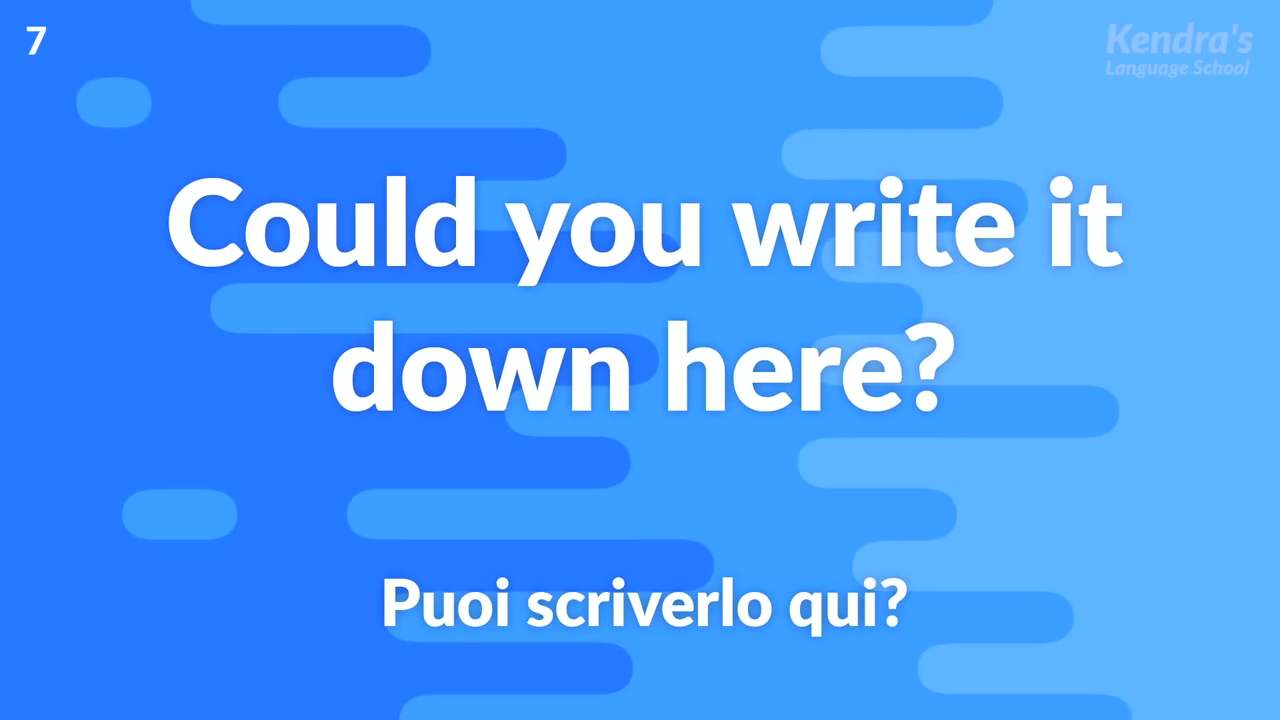 7
Kendra's
Language School
Could you write it
down here?
Puoi scriverlo qui?